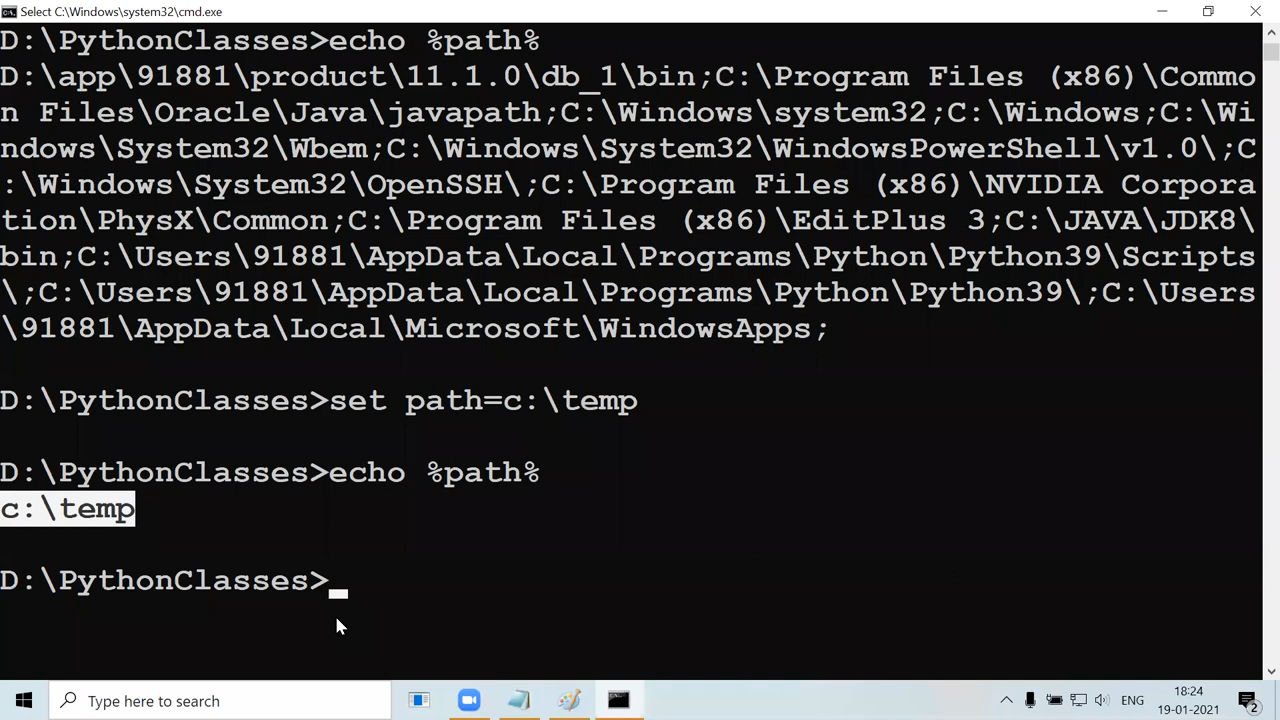 Select C:\Windows\system32\cmd.exe
D:\PythonClasses>echo %path%
D:\app\91881\product\11.1.0\db_1\bin;C:\Program Files (x86)\Commo
n Files\Oracle\Java\javapath;C:\Windows\system32;C:\Windows;C:\Wi
ndows\System32\Wbem;C:\Windows\System32\WindowsPowerShell\v1.0\;C
:\Windows\System32\OpenSSH\;C:\Program Files (x86)\NVIDIA Corpora
tion\PhysX\Common;C:\Program Files (x86)\EditPlus 3;C:\JAVA\JDK8\
bin;C:\Users\91881\AppData\Local\Programs\Python\Python39\Scripts
\;C:\Users\91881\AppData\Local\Programs\Python\Python39\;C:\Users
\91881\AppData\Local\Microsoft\WindowsApps;
D:\PythonClasses>set path=c:\temp
D:\PythonClasses>echo %path%
c:\temp
D:\PythonClasses>
Type here to search
ENG
18:24
19-01-2021
2